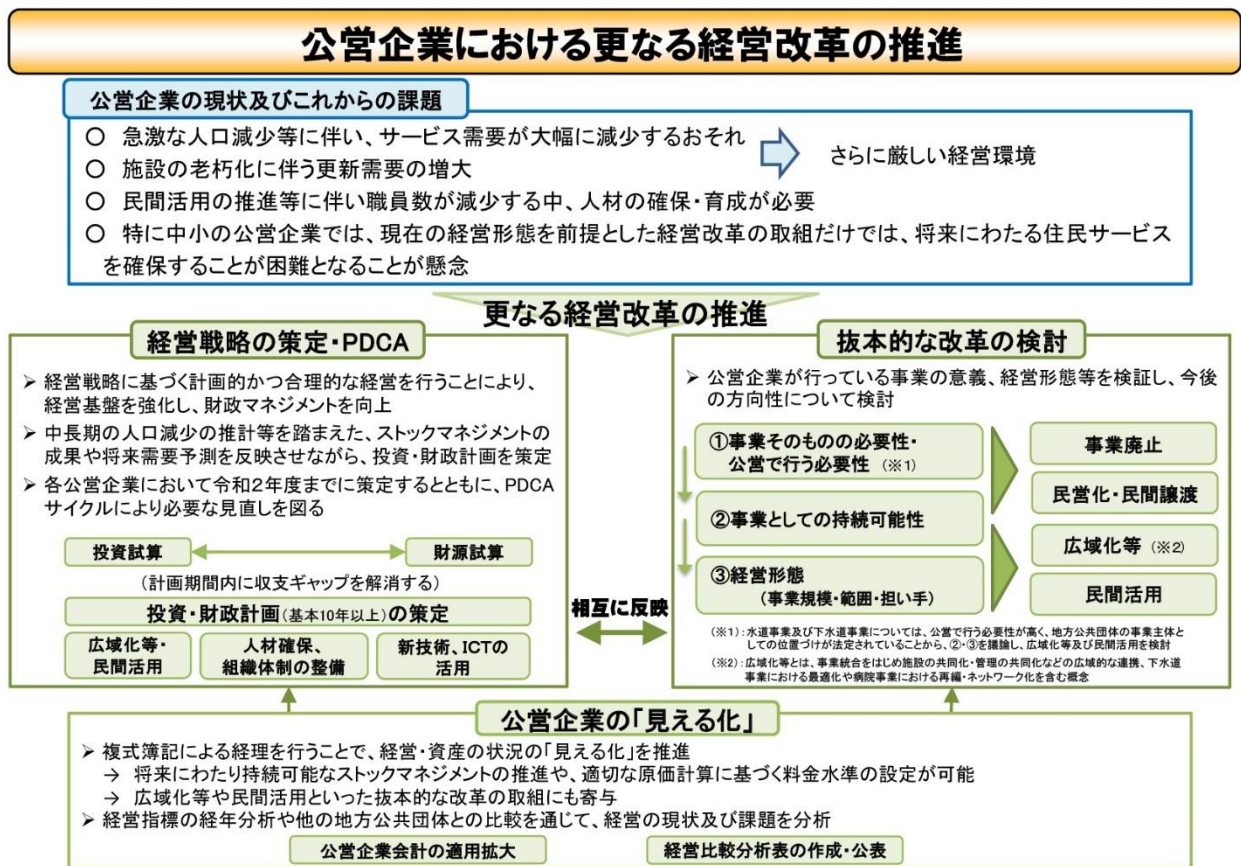 公営企業における更なる経営改革の推進
公営企業の現状及びこれからの課題
○ 急激な人口減少等に伴い、サービス需要が大幅に減少するおそれ
○ 施設の老朽化に伴う更新需要の増大
さらに厳しい経営環境
○ 民間活用の推進等に伴い職員数が減少する中、人材の確保・育成が必要
○ 特に中小の公営企業では、現在の経営形態を前提とした経営改革の取組だけでは、将来にわたる住民サービス
を確保することが困難となることが懸念
更なる経営改革の推進
経営戦略の策定・PDCA
➢ 経営戦略に基づく計画的かつ合理的な経営を行うことにより、
経営基盤を強化し、財政マネジメントを向上
➢ 中長期の人口減少の推計等を踏まえた、ストックマネジメントの
成果や将来需要予測を反映させながら、投資・財政計画を策定
➢ 各公営企業において令和2年度までに策定するとともに、PDCA
サイクルにより必要な見直しを図る
投資試算
財源試算
(計画期間内に収支ギャップを解消する)
投資・財政計画(基本10年以上)の策定
広域化等・
民間活用
人材確保、
組織体制の整備
新技術、ICTの
活用
相互に反映
抜本的な改革の検討
➢ 公営企業が行っている事業の意義、経営形態等を検証し、今後
の方向性について検討
①事業そのものの必要性・
公営で行う必要性 (※1)
②事業としての持続可能性
③経営形態
(事業規模・範囲・担い手)
事業廃止
民営化・民間譲渡
広域化等 (※2)
民間活用
(※1):水道事業及び下水道事業については、公営で行う必要性が高く、地方公共団体の事業主体と
しての位置づけが法定されていることから、②・③を議論し、広域化等及び民間活用を検討
(※2):広域化等とは、事業統合をはじめ施設の共同化・管理の共同化などの広域的な連携、下水道
事業における最適化や病院事業における再編・ネットワーク化を含む概念
公営企業の「見える化」
➢ 複式簿記による経理を行うことで、経営・資産の状況の「見える化」を推進
→ 将来にわたり持続可能なストックマネジメントの推進や、適切な原価計算に基づく料金水準の設定が可能
→ 広域化等や民間活用といった抜本的な改革の取組にも寄与
➢ 経営指標の経年分析や他の地方公共団体との比較を通じて、経営の現状及び課題を分析
公営企業会計の適用拡大
経営比較分析表の作成・公表